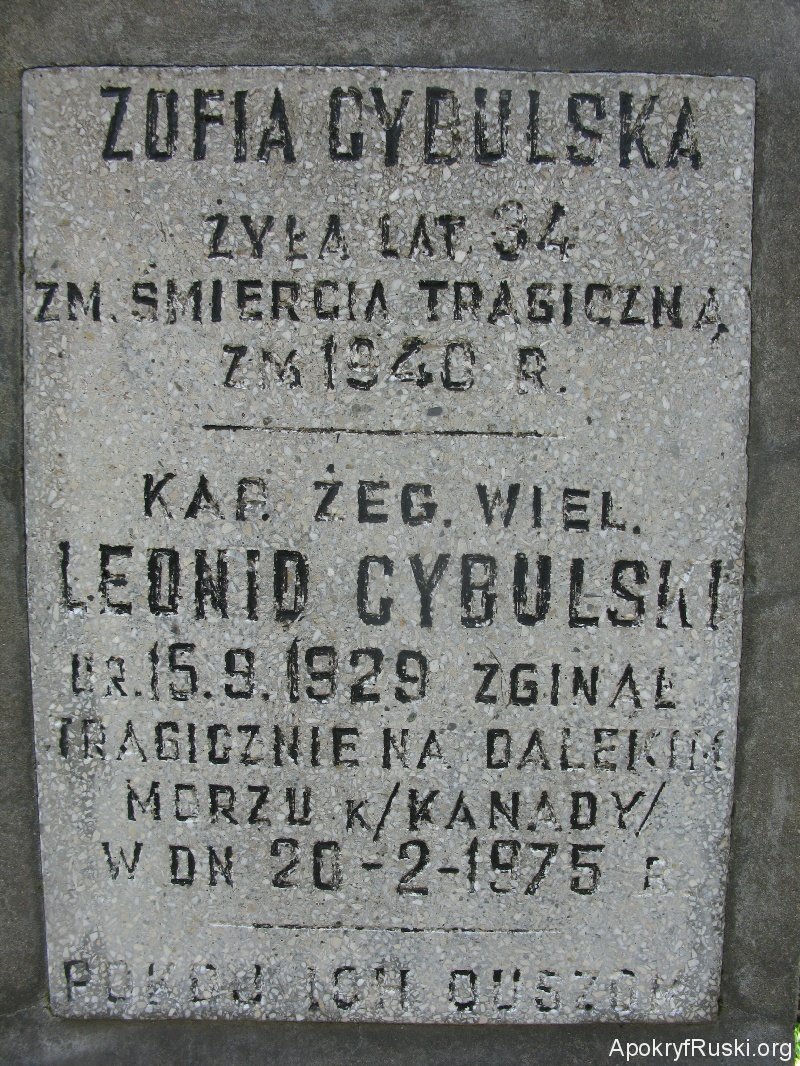 ZOFIA CYBULSKA
ŻYŁA LAT 34
ZM. ŚMIERCIĄ TRAGICZNĄ
ZM 1940 R.
KAP. ŻEG. WIEL.
LEONID CYBULSKI
UR. 15.9.1929 ZGINĄŁ
TRAGICZNIE NA DALEKIM
MORZU K/KANADY/
W DN 20-2-1975 R
POKÓJ ICH DUSZOM
ApokryfRuski.org